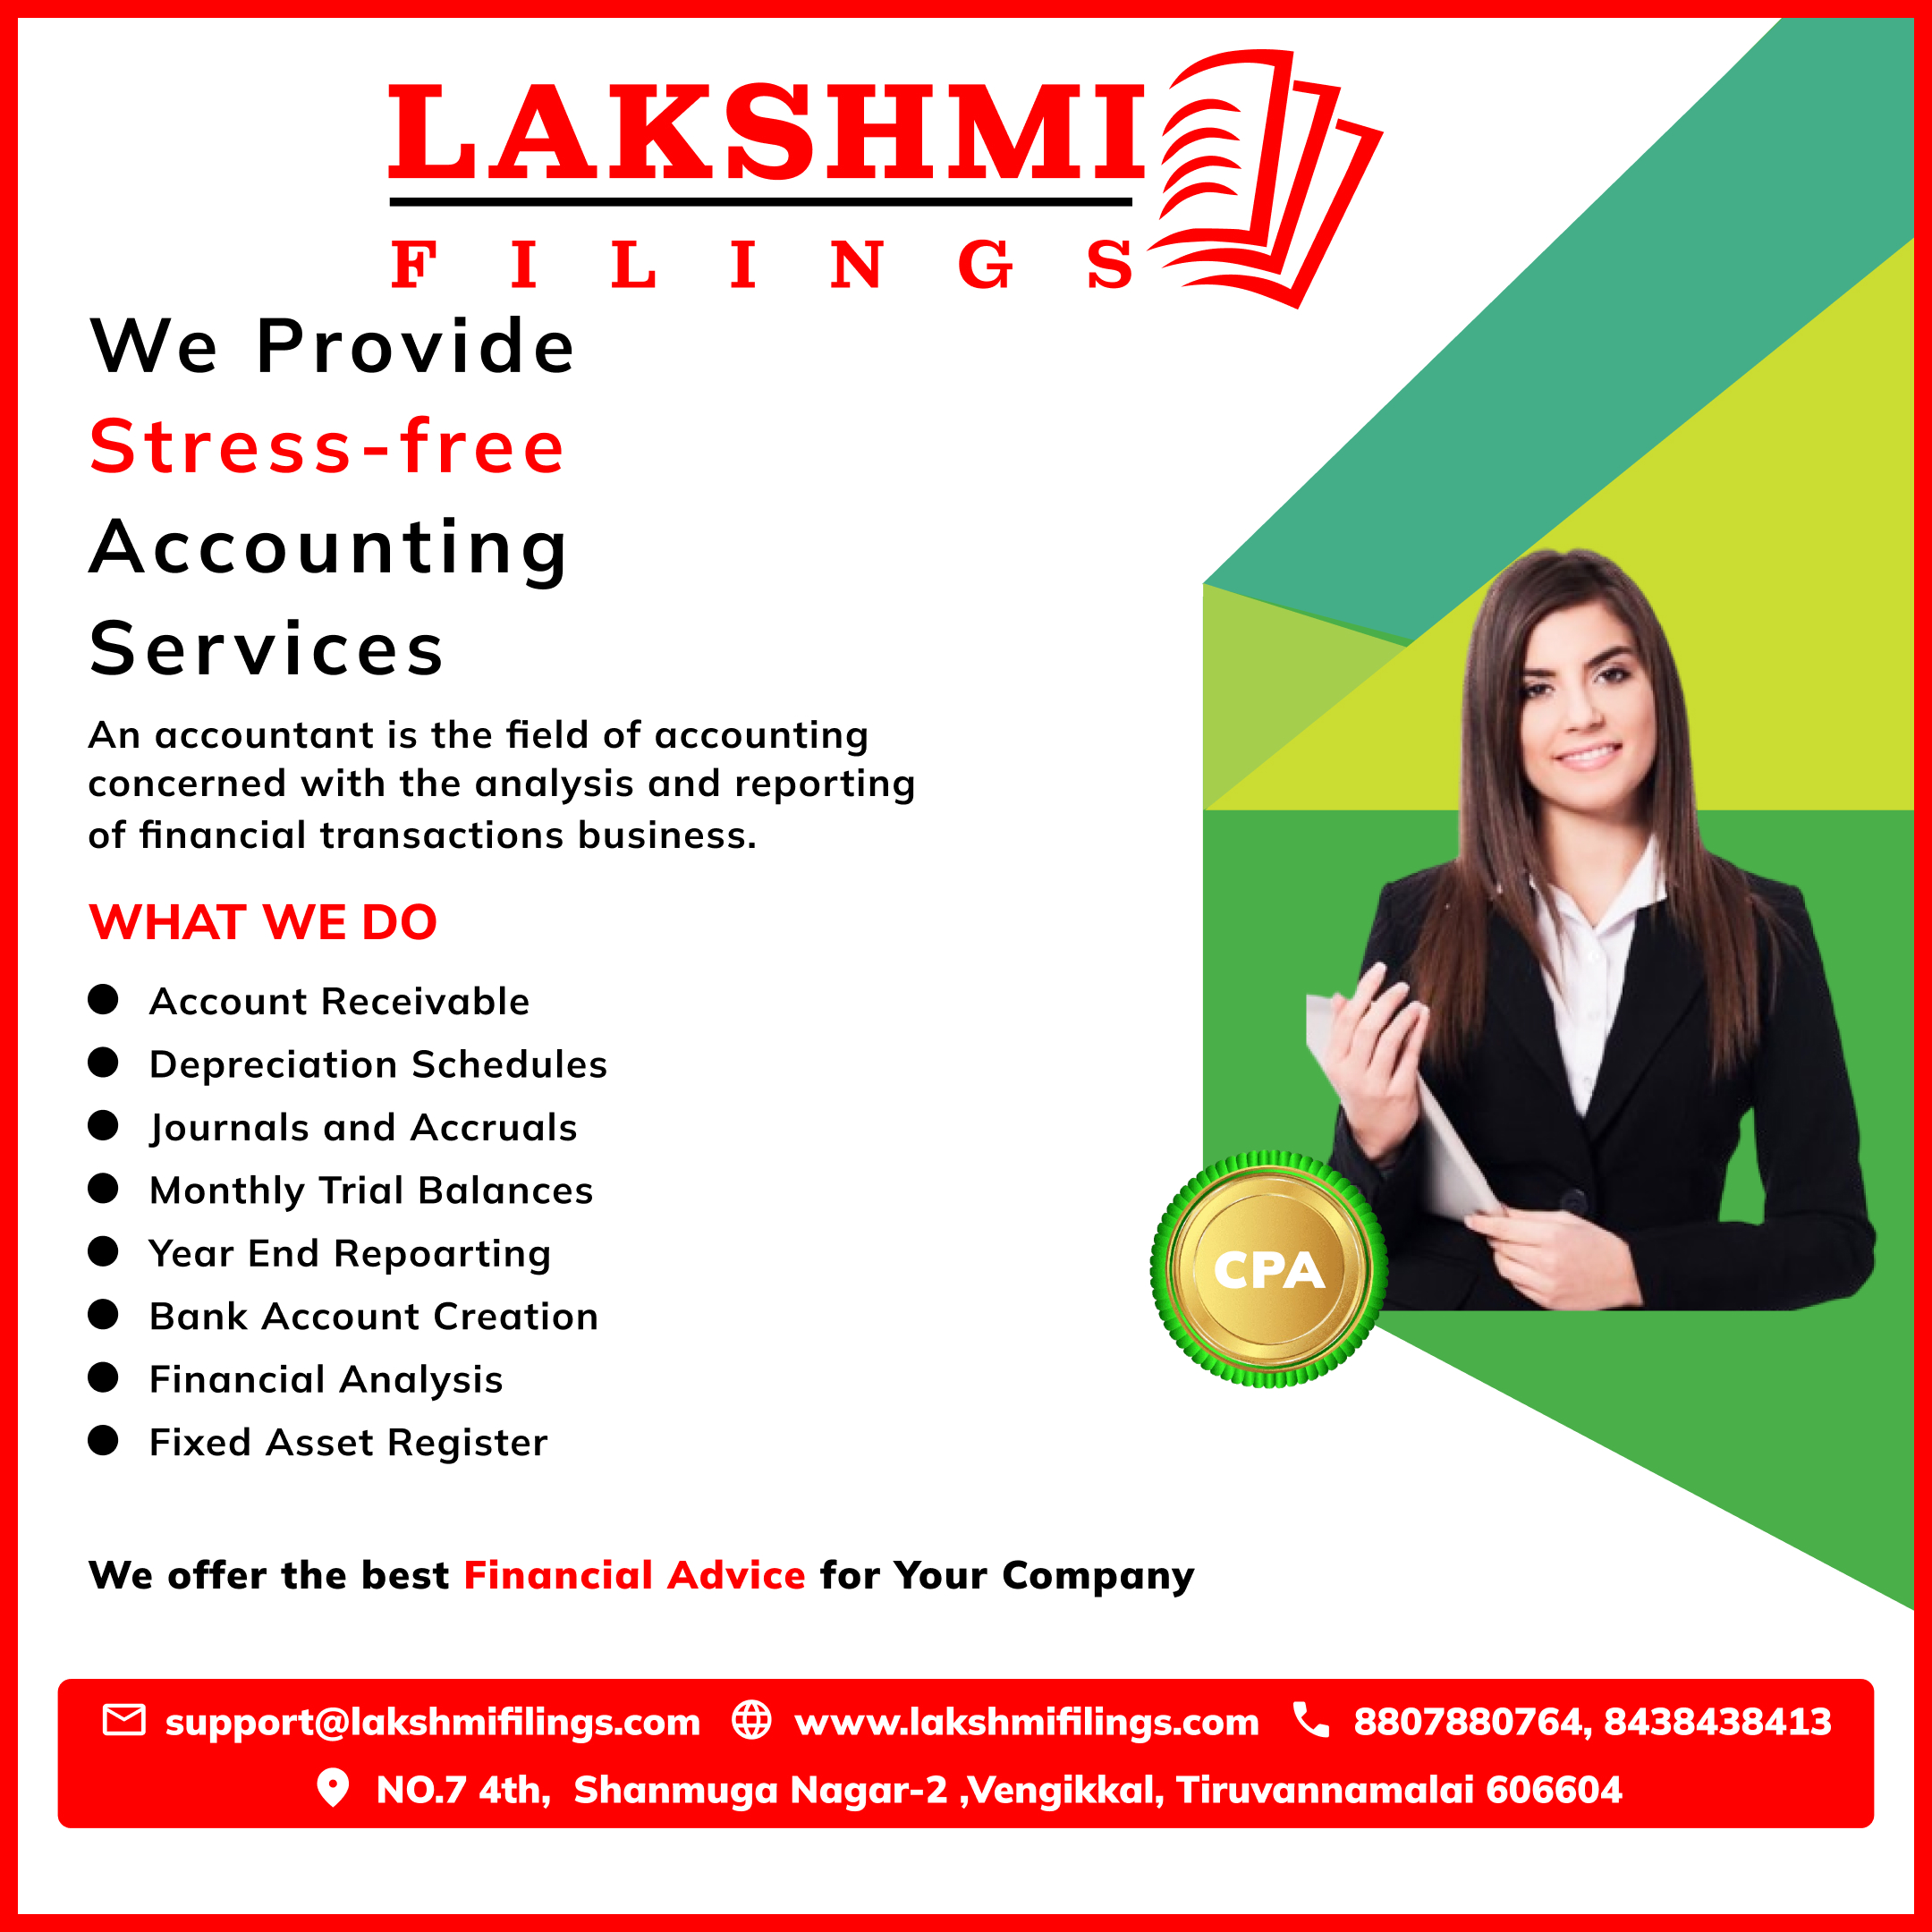 LAKSHMI
FILINGS
We Provide
Stress-free
Accounting
Services
An accountant is the field of accounting
concerned with the analysis and reporting
of financial transactions business.
WHAT WE DO
Account Receivable
Depreciation Schedules
Journals and Accruals
Monthly Trial Balances
Year End Repoarting
Bank Account Creation
Financial Analysis
Fixed Asset Register
CPA
We offer the best Financial Advice for Your Company
support@lakshmifilings.com www.lakshmifilings.com 8807880764, 8438438413
NO.7 4th, Shanmuga Nagar-2 ,Vengikkal, Tiruvannamalai 606604